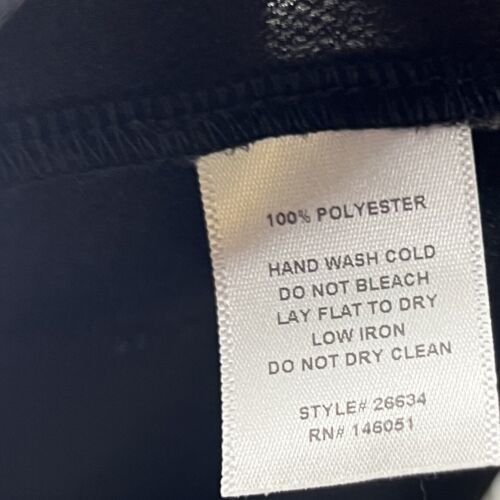 100% POLYESTER
HAND WASH COLD
DO NOT BLEACH
LAY FLAT TO DRY
LOW IRON
DO NOT DRY CLEAN
STYLE# 26634
RN# 146051